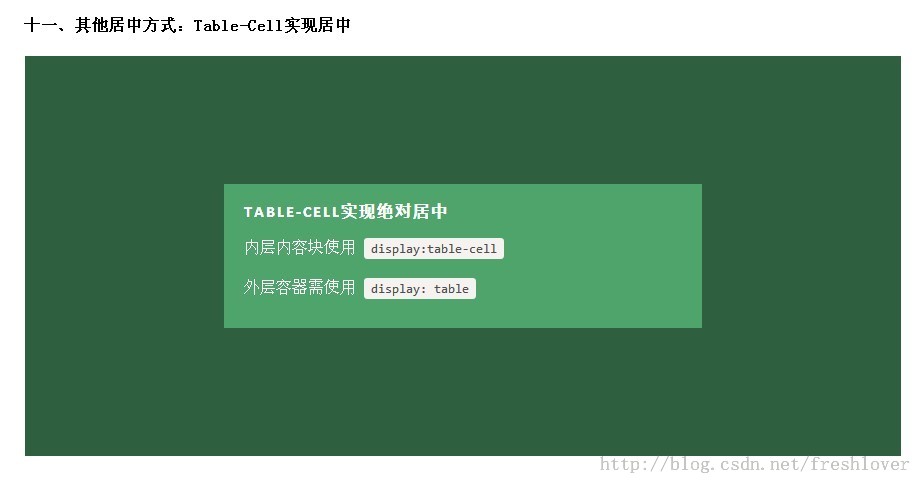 十一、其他居中方式：Table-Cell实现居中
TABLE-CELL实现绝对居中
内层内容块使用 display:table-cell
外层容器需使用 display: table
http://blog.csdn.net/freshlover